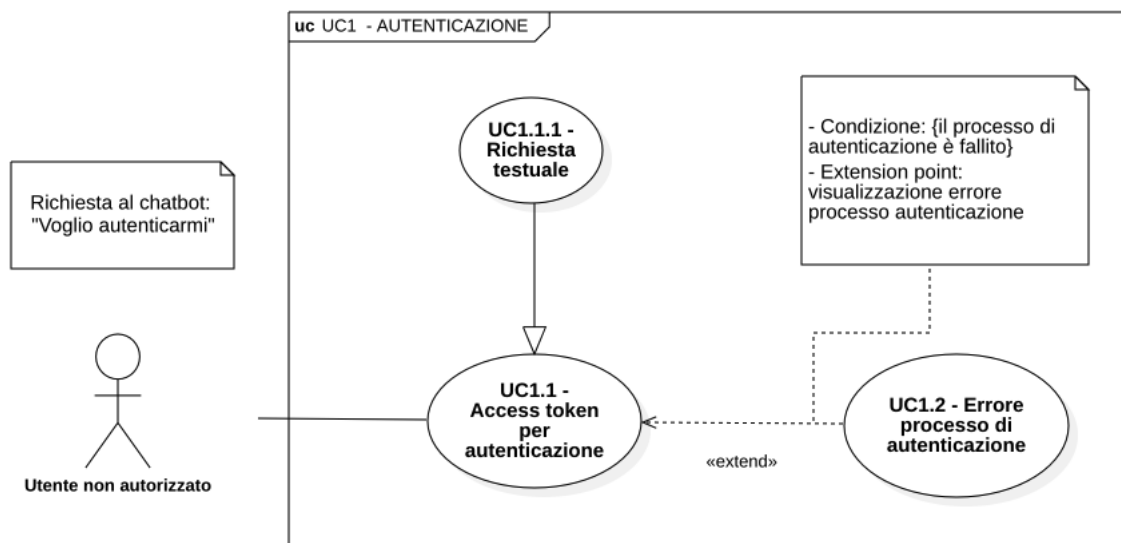 uc UC1 - AUTENTICAZIONE
UC1.1.1 -
Richiesta
testuale
- Condizione: {il processo di
autenticazione è fallito}
- Extension point:
visualizzazione errore
processo autenticazione
Richiesta al chatbot:
"Voglio autenticarmi"
UC1.1 -
Access token
per
autenticazione
UC1.2 - Errore
processo di
autenticazione
«extend»
Utente non autorizzato